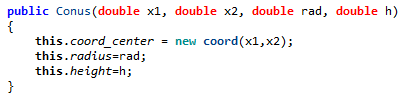 public Conus(double x1, double x2, double rad, double h)
{
    this.coord_center = new coord(x1,x2);
    this.radius=rad;
    this.height=h;
}